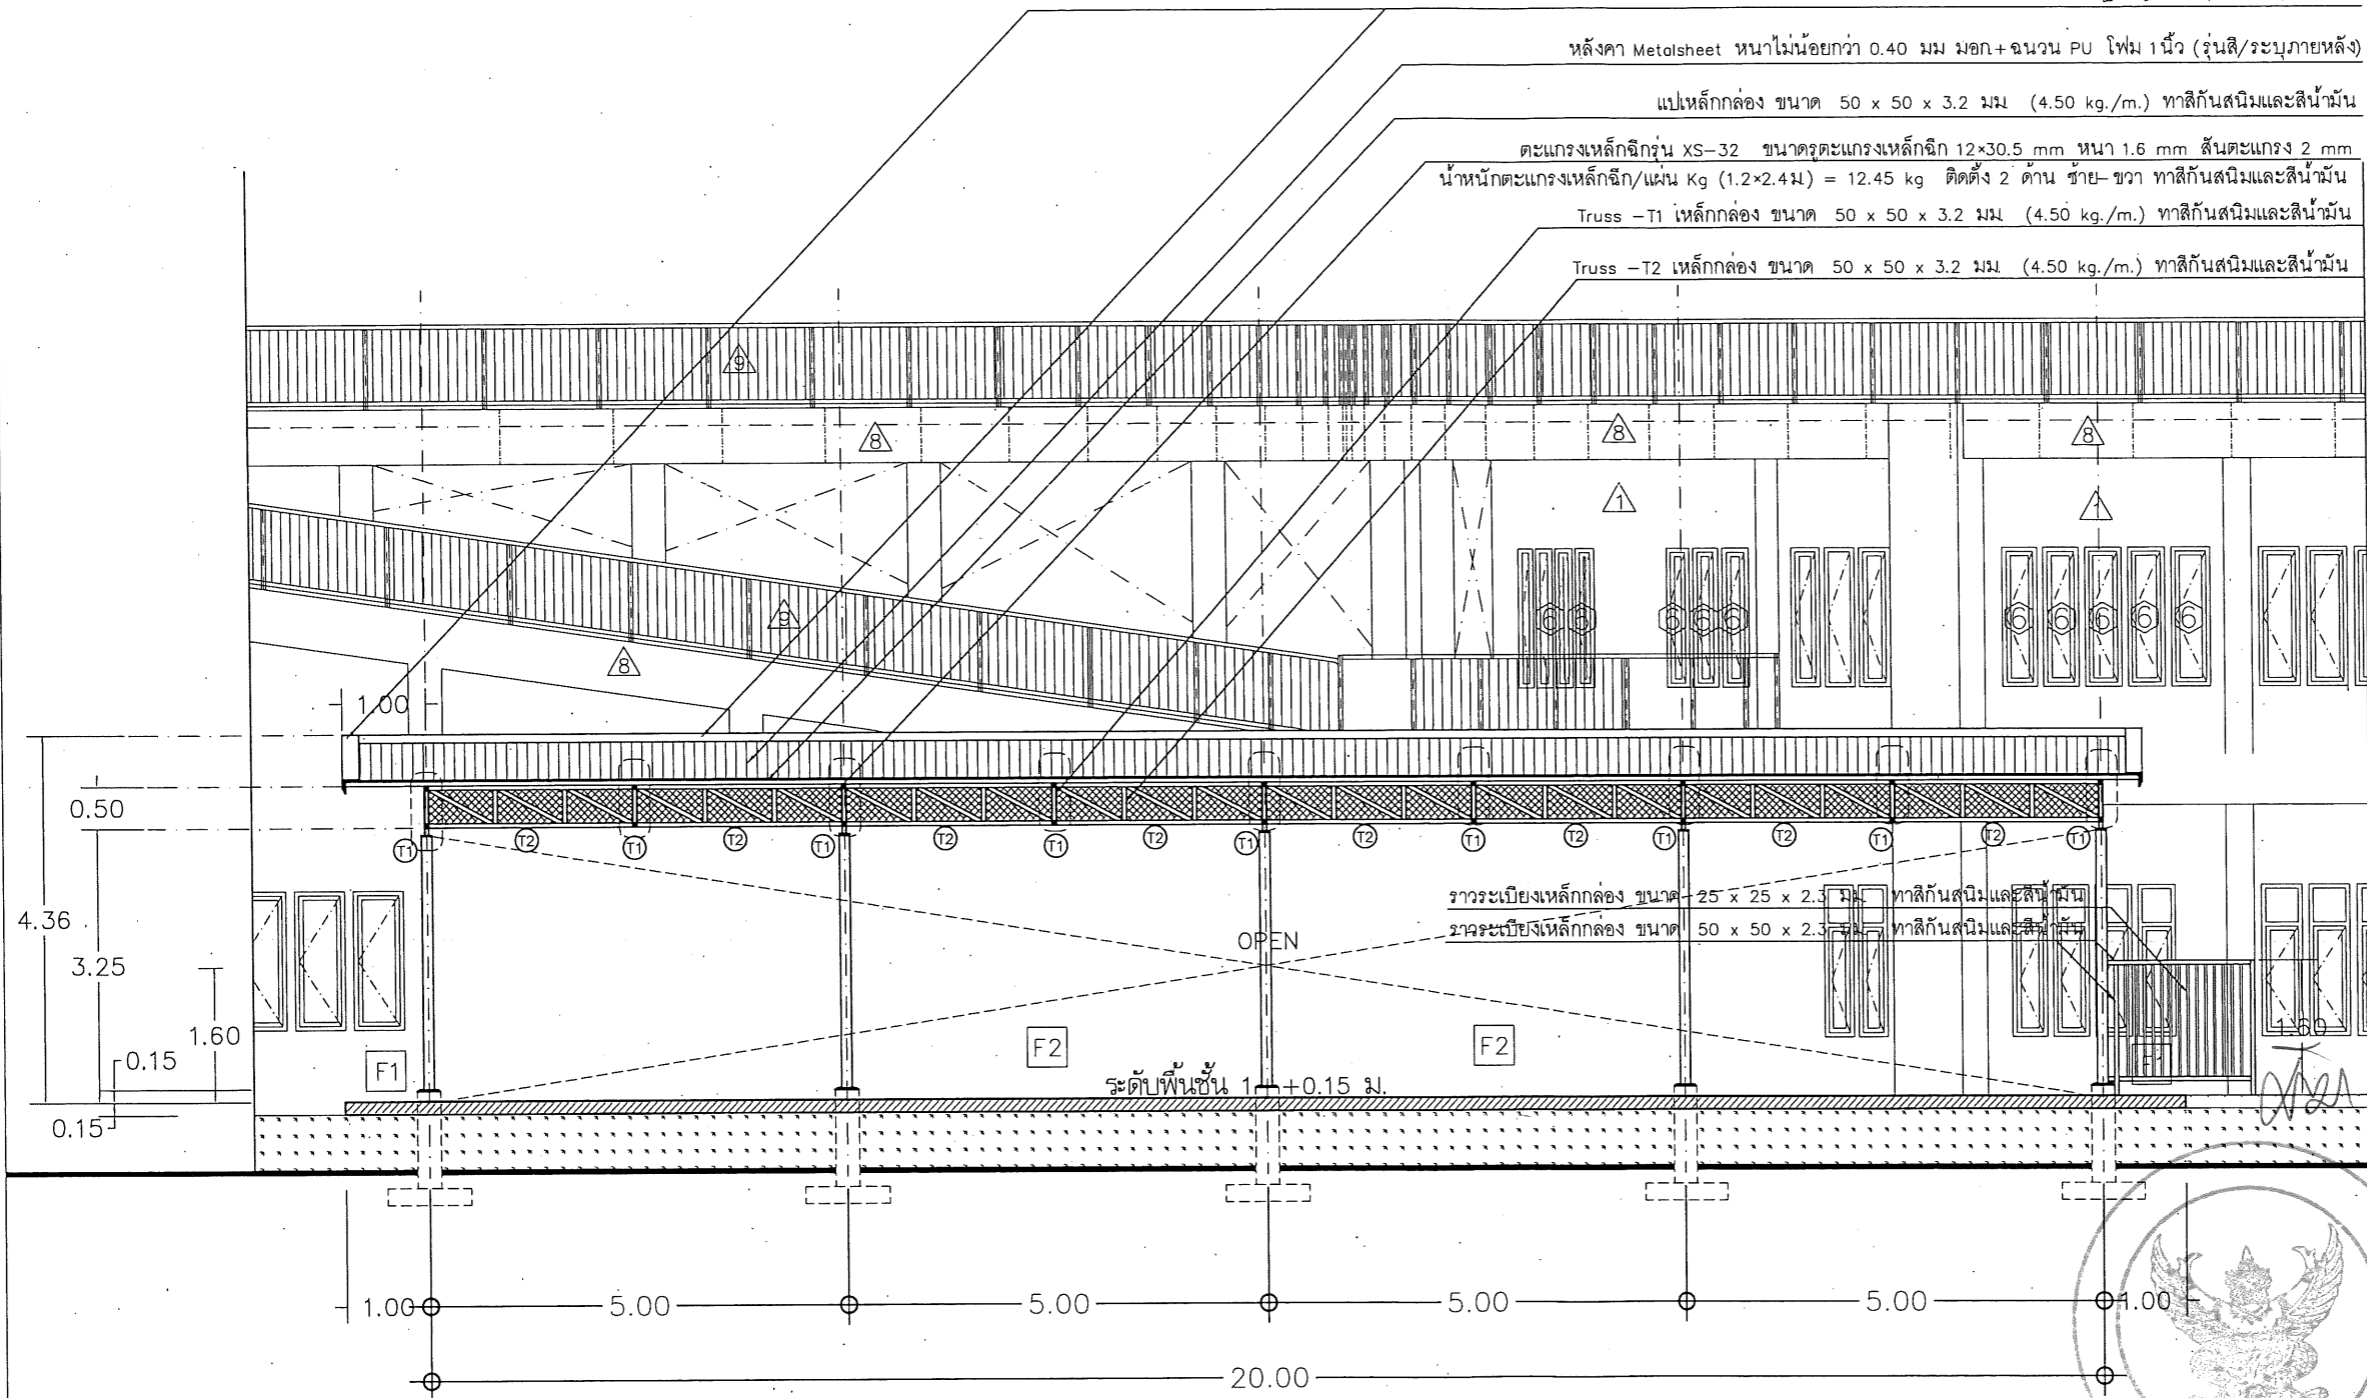 หลังคา Metalsheet หนาไม่น้อยกว่า 0.40 มม มอก+ฉนวน PU โฟม 1นิ้ว (รุ่นสี/ระบุภายหลัง)
แปเหล็กกล่อง ขนาด 50 x 50 x 3.2 มม (4.50 kg./m.) ทาสีกันสนิมและสีน้ำมัน
ตะแกรงเหล็กฉีกรุ่น XS-32 ขนาดรูตะแกรงเหล็กฉีก 12×30.5 mm หนา 1.6 mm สันตะแกรง 2 mm
น้ำหนักตะแกรงเหล็กฉีก/แผ่น Kg (1.2×2.4ม) = 12.45 kg ติดตั้ง 2 ด้าน ซ้าย-ขวา ทาสีกันสนิมและสีน้ำมัน
Truss -T1 เหล็กกล่อง ขนาด 50 x 50 x 3.2 มม (4.50 kg./m.) ทาสีกันสนิมและสีน้ำมัน
Truss -T2 เหล็กกล่อง ขนาด 50 x 50 x 3.2 มม (4.50 kg./m.) ทาสีกันสนิมและสีน้ำมัน
9
8 8 8
1 1
9
6 6 6 6 6 6 6 6 6 6
8
1.00
0.50
T1 T2 T1 T2 T1 T2 T1 T2 T1 T2 T1 T2 T1 T2 T1 T2 T1
ราวระเบียงเหล็กกล่อง ขนาด 25 x 25 x 2.3 มม ทาสีกันสนิมและสีน้ำมัน
ราวระเบียงเหล็กกล่อง ขนาด 50 x 50 x 2.3 มม ทาสีกันสนิมและสีน้ำมัน
4.36
OPEN
3.25
1.60
1.60
0.15
F1 F2 F2 F1
ระดับพื้นชั้น 1 +0.15 ม.
0.15
1.00 5.00 5.00 5.00 5.00 1.00
20.00